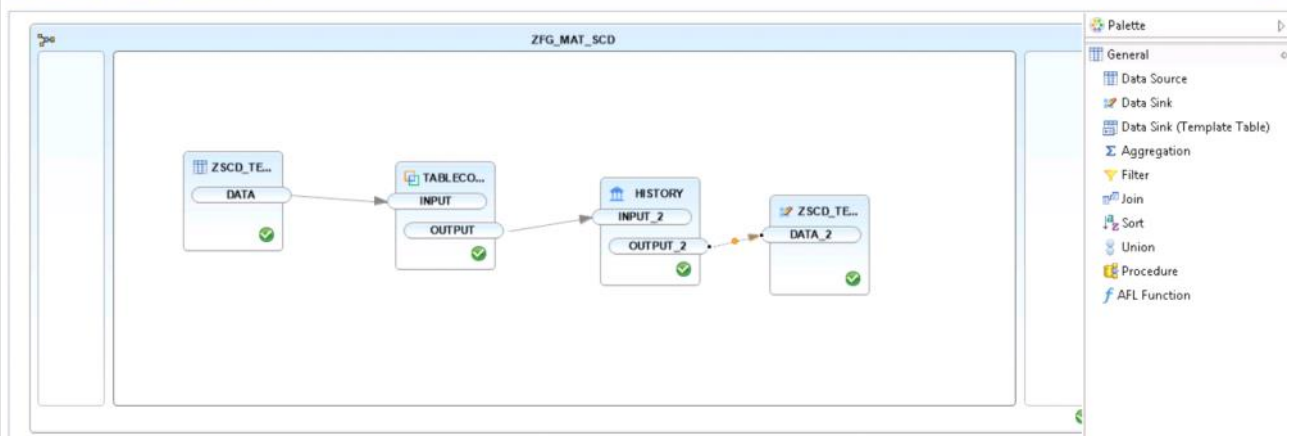 ZFG_MAT_SCD
ZSCD_TE...
DATA
TABLECO...
INPUT
OUTPUT
HISTORY
INPUT_2
OUTPUT_2
ZSCD_TE...
DATA_2
Palette
General
Data Source
Data Sink
Data Sink (Template Table)
Σ Aggregation
Filter
Join
Sort
Union
Procedure
f AFL Function